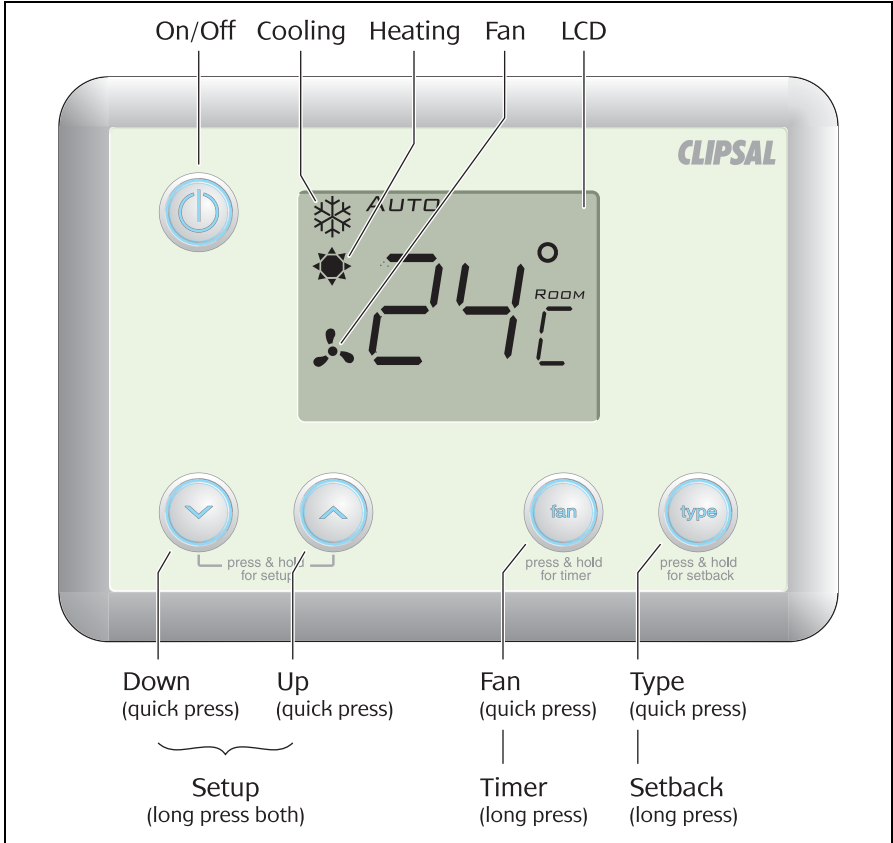 On/Off Cooling Heating Fan LCD
CLIPSAL
AUTO
24°C
ROOM
fan type
press & hold
for setup
press & hold
for timer
press & hold
for setback
Down Up Fan Type
(quick press) (quick press) (quick press) (quick press)
Setup Timer Setback
(long press both) (long press) (long press)